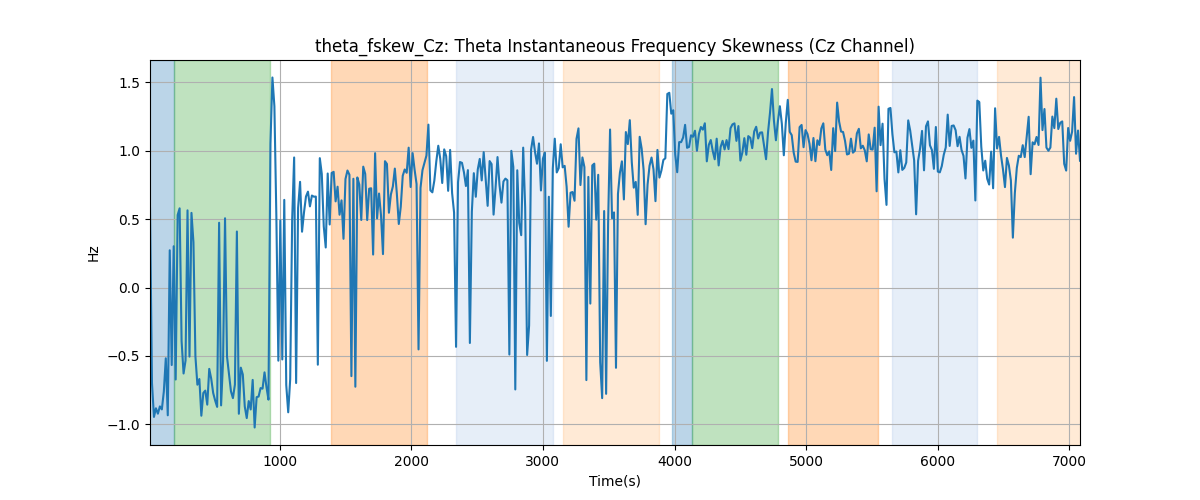 theta_fskew_Cz: Theta Instantaneous Frequency Skewness (Cz Channel)
1.5
1.0
0.5
0.0
−0.5
−1.0
Hz
1000 2000 3000 4000 5000 6000 7000
Time(s)